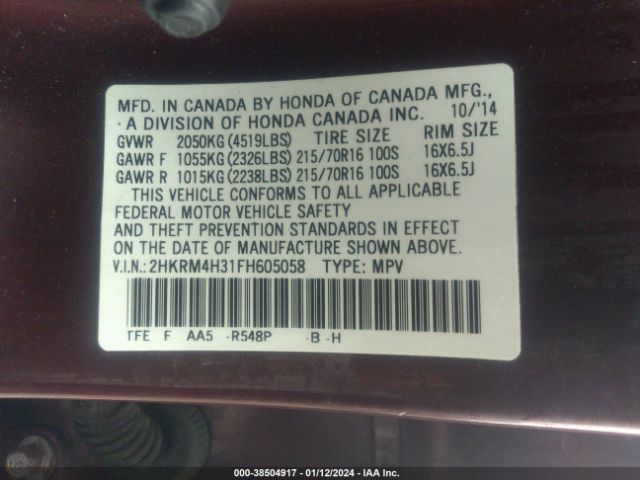 MFD. IN CANADA BY HONDA OF CANADA MFG.,
· A DIVISION OF HONDA CANADA INC. 10/'14
GVWR 2050KG(4519LBS) TIRE SIZE RIM SIZE
GAWR F 1055KG(2326LBS) 215/70R16 100S 16X6.5J
GAWR R 1015KG(2238LBS) 215/70R16 100S 16X6.5J
THIS VEHICLE CONFORMS TO ALL APPLICABLE
FEDERAL MOTOR VEHICLE SAFETY
AND THEFT PREVENTION STANDARDS IN EFFECT
ON THE DATE OF MANUFACTURE SHOWN ABOVE.
V.I.N.: 2HKRM4H31FH605058 TYPE: MPV
TFE F AA5 -R548P -B -H
000-38504917 - 01/12/2024 - IAA Inc.